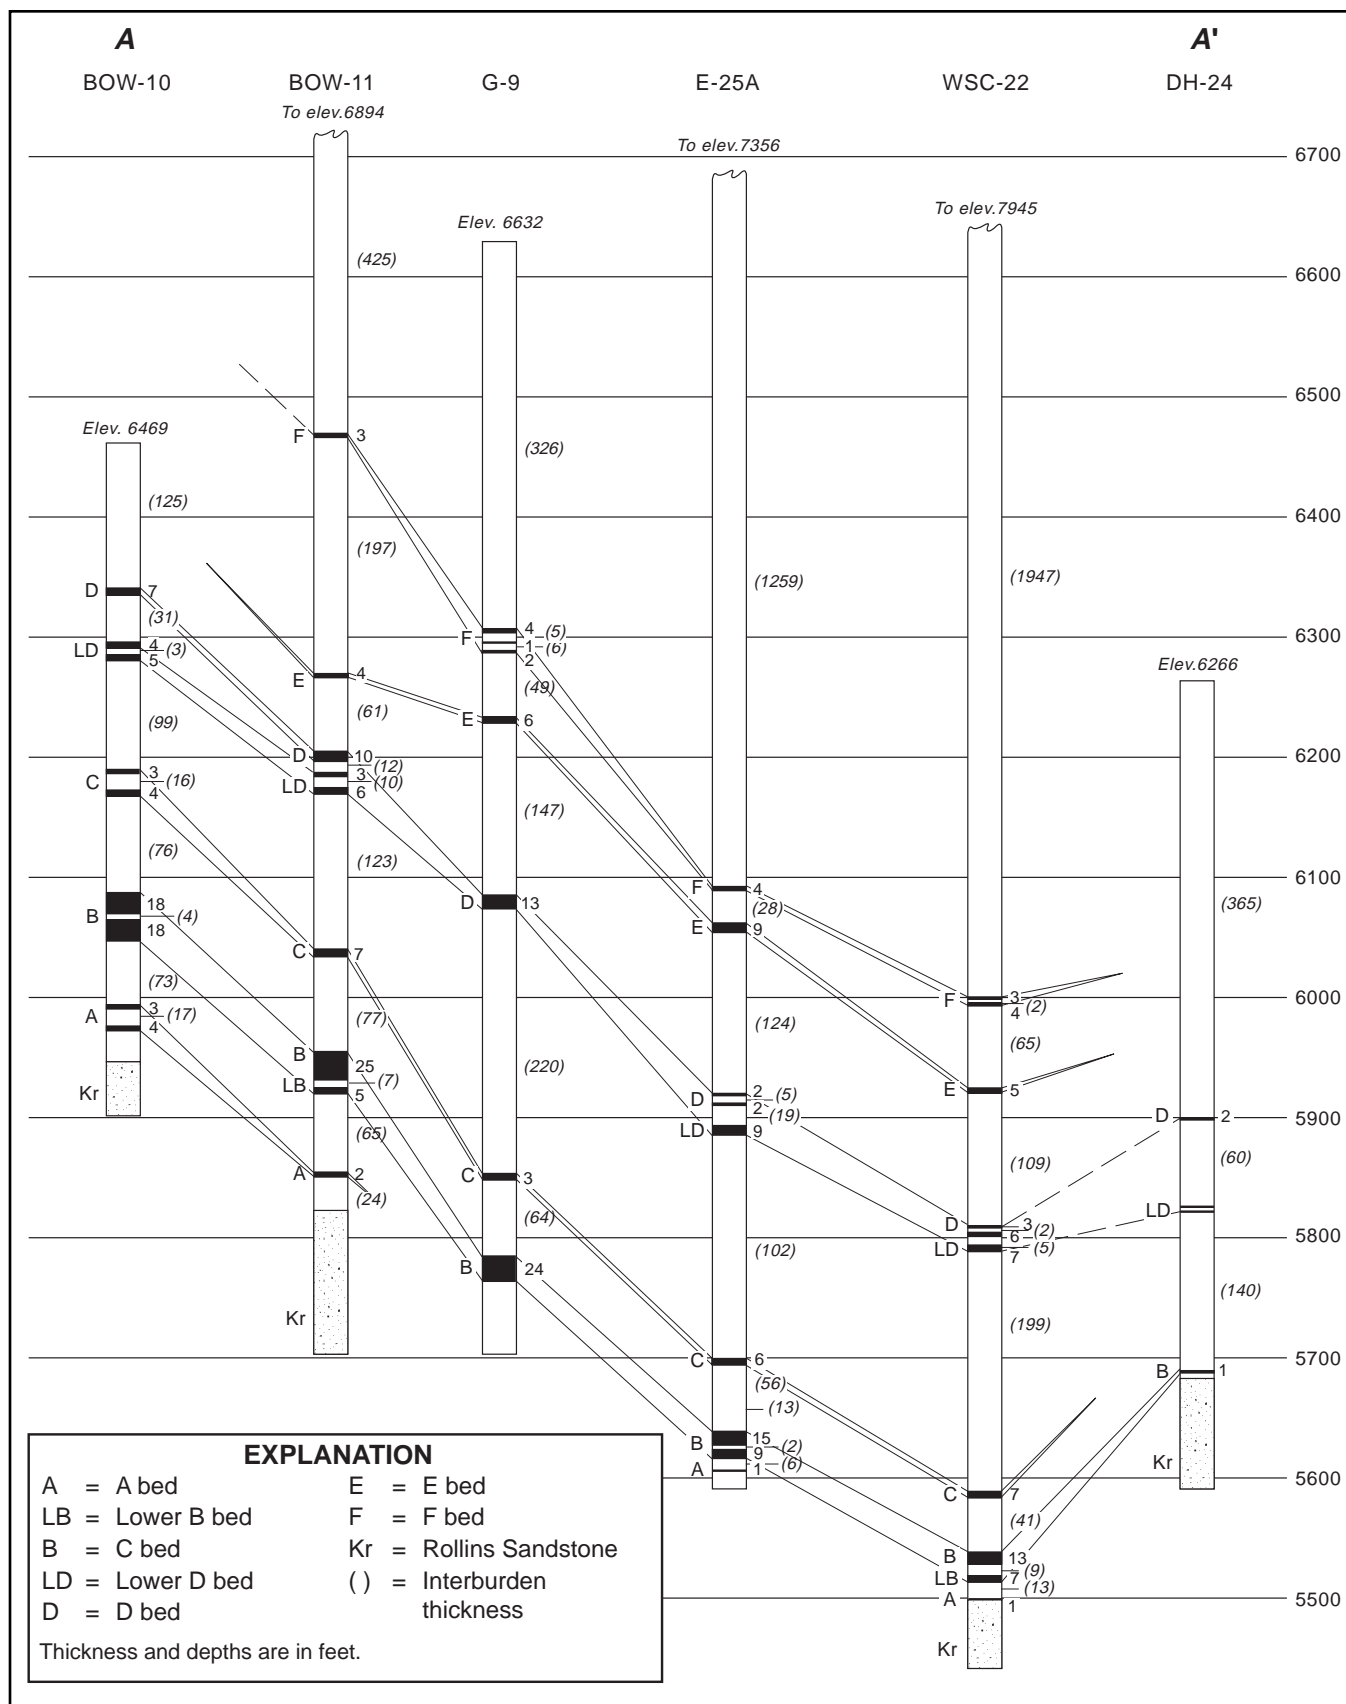 A A'
BOW-10 BOW-11 G-9 E-25A WSC-22 DH-24
To elev.6894
To elev.7356
6700
To elev.7945
Elev. 6632
(425)
6600
6500
Elev. 6469
F 3
(326)
(125)
6400
(197)
(1259)
(1947)
D 7
(31)
4 (5)
6300
F 1 (6)
2
LD 4 (3)
5
Elev.6266
E 4
(49)
(99)
(61)
E 6
6200
D 10
(12)
C 3 (16)
4
LD 3 (10)
6
(147)
(76)
(123)
6100
F 4
(28)
D 13
E 9
(365)
B 18 (4)
18
C 7
(73)
6000
F 3 (2)
4
A 3 (17)
4
(77)
(124)
(65)
B 25
(220)
LB (7)
5
E 5
Kr
D 2 (5)
2 (19)
LD 9
5900
D 2
(65)
(109)
(60)
A 2
(24)
C 3
LD
D 3 (2)
6
5800
LD (5)
7
(64)
(102)
B 24
(140)
Kr
(199)
5700
C 6
(56)
B 1
(13)
B 15 (2)
9 (6)
A 1
Kr
5600
C 7
(41)
B 13
(9)
LB 7
(13)
A 1
5500
Kr
EXPLANATION
A = A bed E = E bed
LB = Lower B bed F = F bed
B = C bed Kr = Rollins Sandstone
LD = Lower D bed ( ) = Interburden
D = D bed thickness
Thickness and depths are in feet.